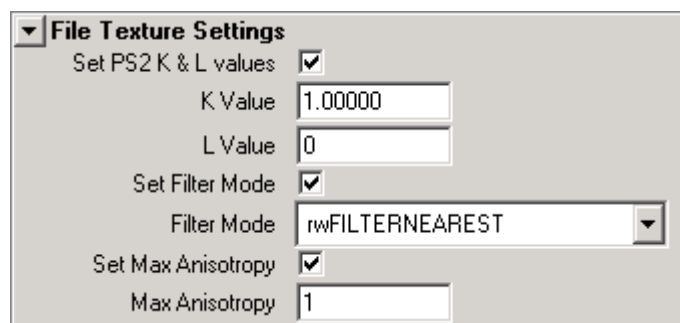 File Texture Settings
Set PS2 K & L values
K Value 1.00000
L Value 0
Set Filter Mode
Filter Mode rwFILTERNEAREST
Set Max Anisotropy
Max Anisotropy 1